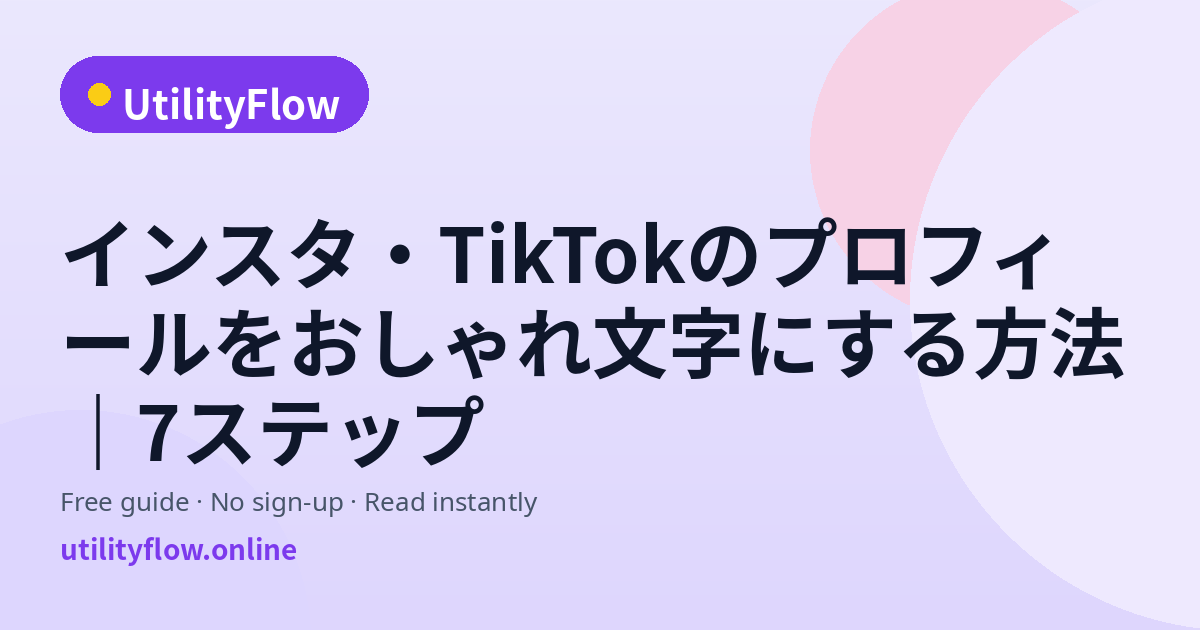 UtilityFlow
インスタ・TikTokのプロフィ
ールをおしゃれ文字にする方法
｜7ステップ
Free guide · No sign-up · Read instantly
utilityflow.online